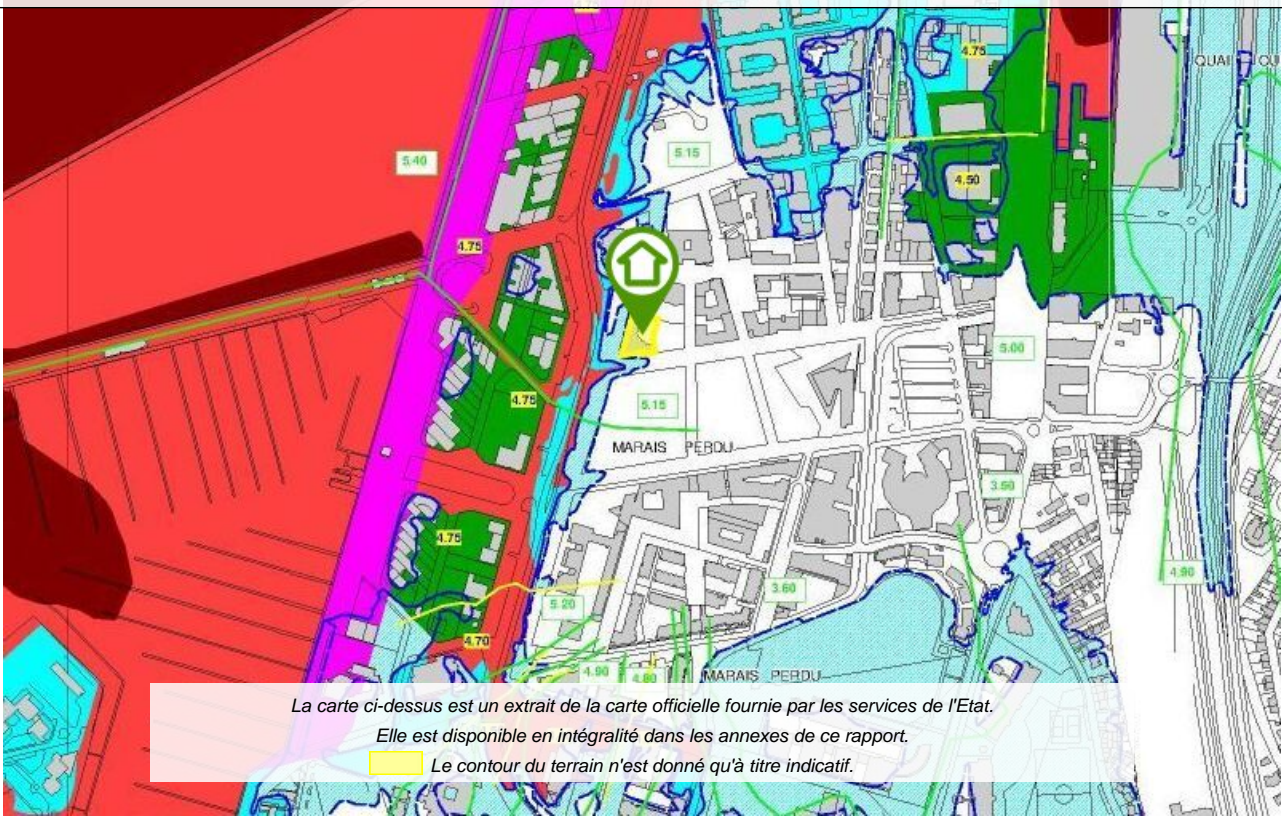 4.75
QUAI
OU
5.40
5.15
4.50
4.75
5.00
4.75
5.15
MARAIS PERDU
3.50
4.75
4.90
5.20
3.60
4.70
4.90
4.80
MARAIS PERDU
La carte ci-dessus est un extrait de la carte officielle fournie par les services de l'Etat.
Elle est disponible en intégralité dans les annexes de ce rapport.
Le contour du terrain n'est donné qu'à titre indicatif.